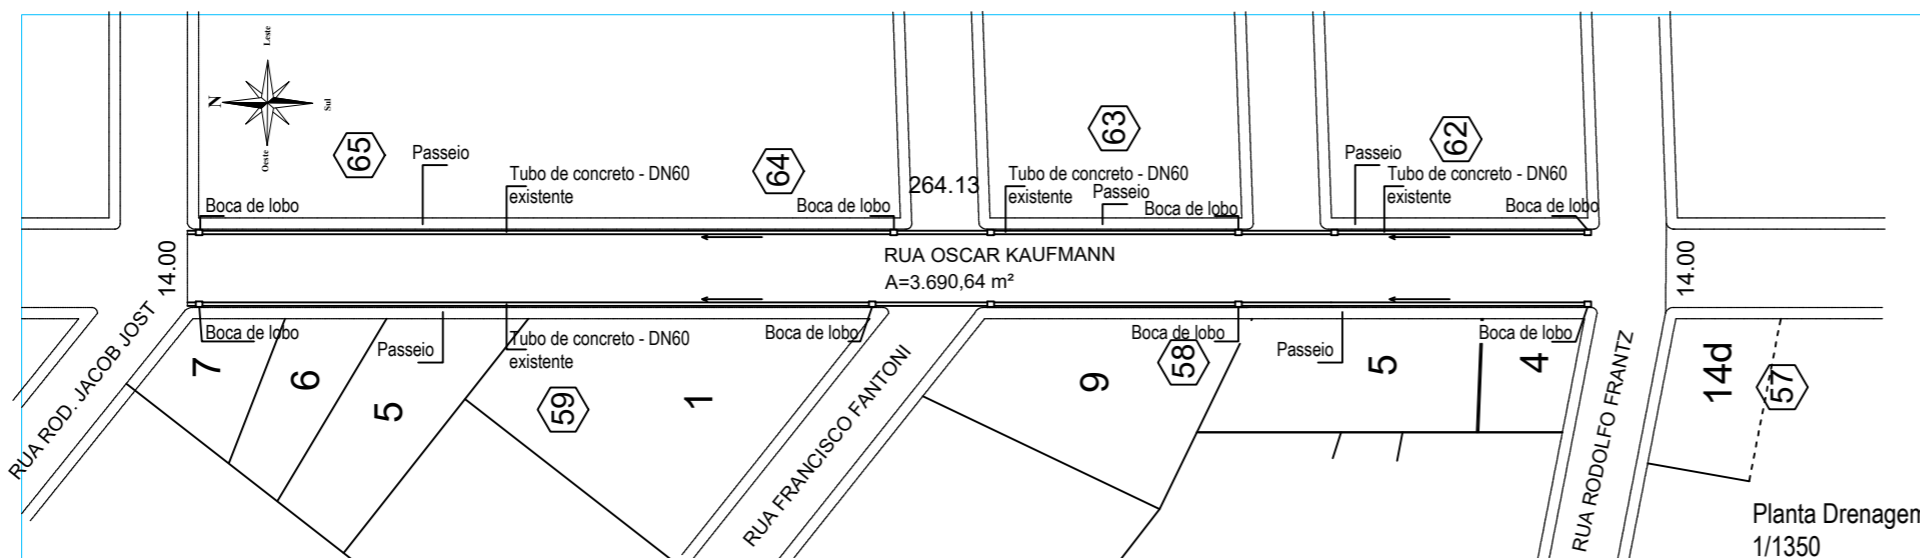 Leste
N
Sul
Oeste
65
Passeio
Tubo de concreto - DN60
existente
64
264.13
63
Tubo de concreto - DN60
existente
Passeio
62
Passeio
Tubo de concreto - DN60
existente
Boca de lobo
Boca de lobo
Boca de lobo
Boca de lobo
14.00
RUA OSCAR KAUFMANN
A=3.690,64 m²
14.00
RUA ROD. JACOB JOST
Boca de lobo
7
6
5
Passeio
Tubo de concreto - DN60
existente
59
1
Boca de lobo
RUA FRANCISCO FANTONI
9
Boca de lobo
58
Passeio
5
Boca de lobo
4
RUA RODOLFO FRANTZ
14d
57
Planta Drenagem
1/1350